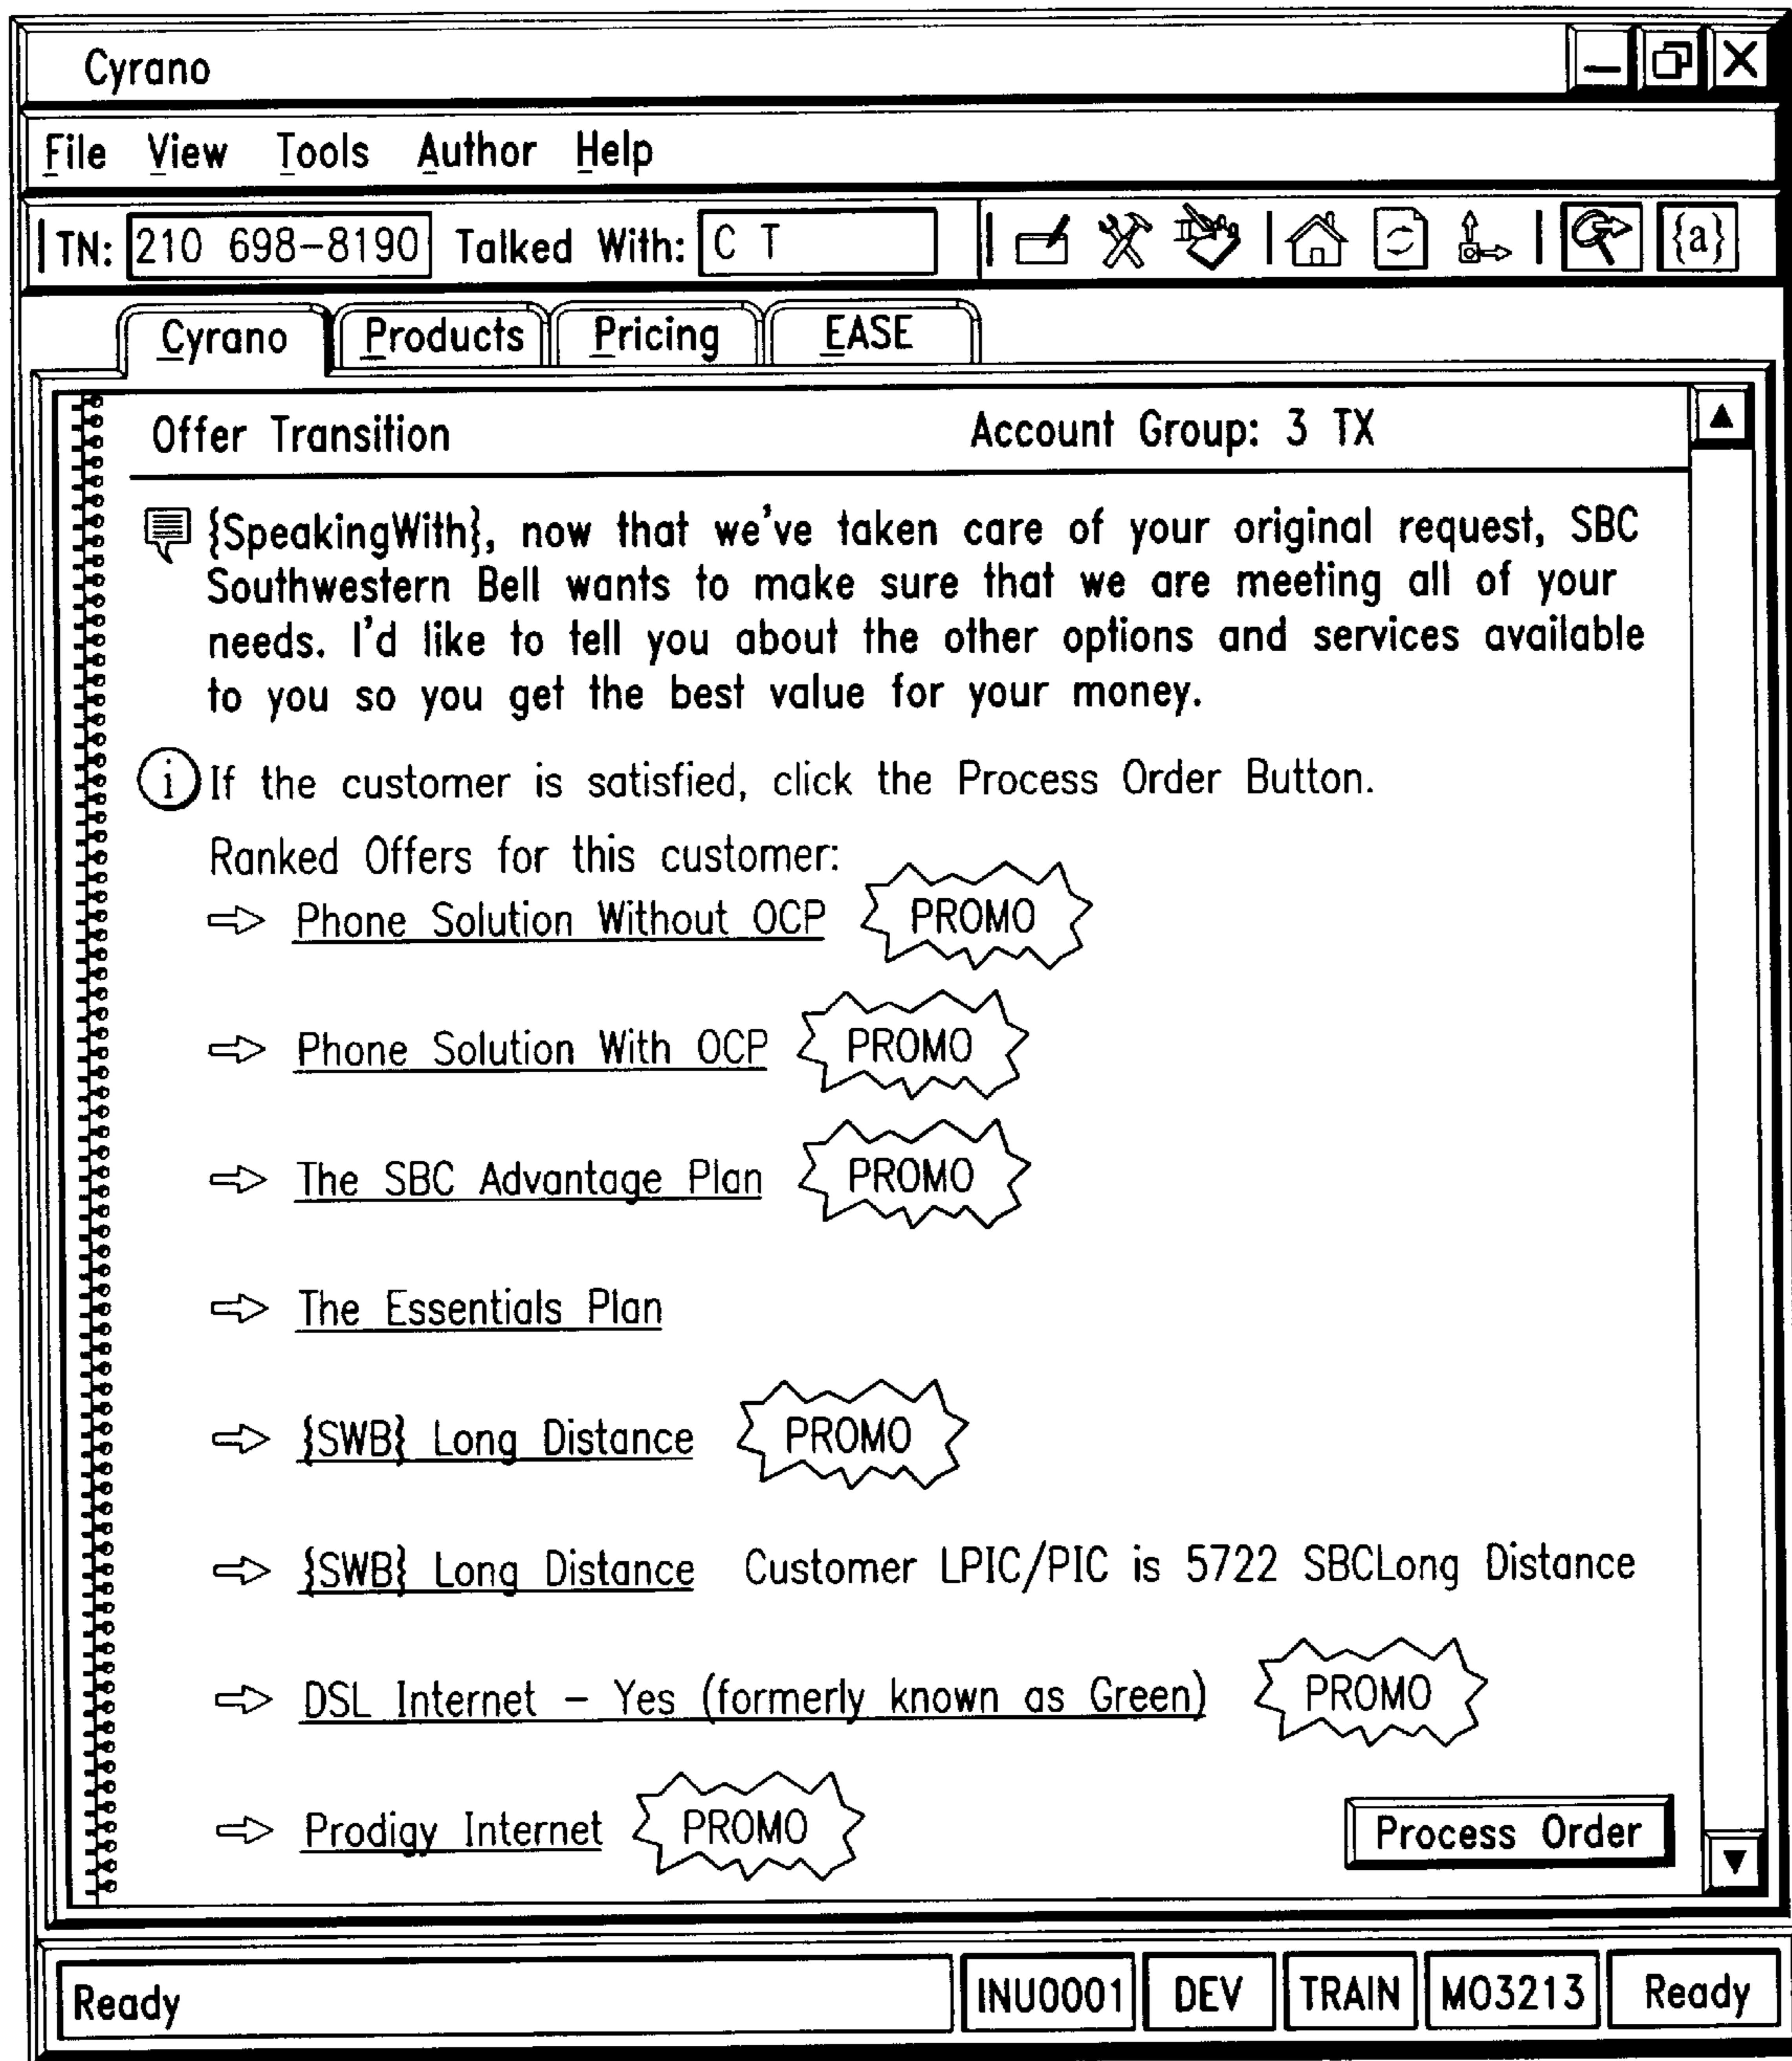 Cyrano
File View Tools Author Help
TN: 210 698-8190 Talked With: C T {a}
Cyrano Products Pricing EASE
Offer Transition Account Group: 3 TX
{SpeakingWith}, now that we've taken care of your original request, SBC
Southwestern Bell wants to make sure that we are meeting all of your
needs. I'd like to tell you about the other options and services available
to you so you get the best value for your money.
i If the customer is satisfied, click the Process Order Button.
Ranked Offers for this customer:
Phone Solution Without OCP PROMO
Phone Solution With OCP PROMO
The SBC Advantage Plan PROMO
The Essentials Plan
{SWB} Long Distance PROMO
{SWB} Long Distance Customer LPIC/PIC is 5722 SBCLong Distance
DSL Internet – Yes (formerly known as Green) PROMO
Prodigy Internet PROMO Process Order
Ready INU0001 DEV TRAIN MO3213 Ready